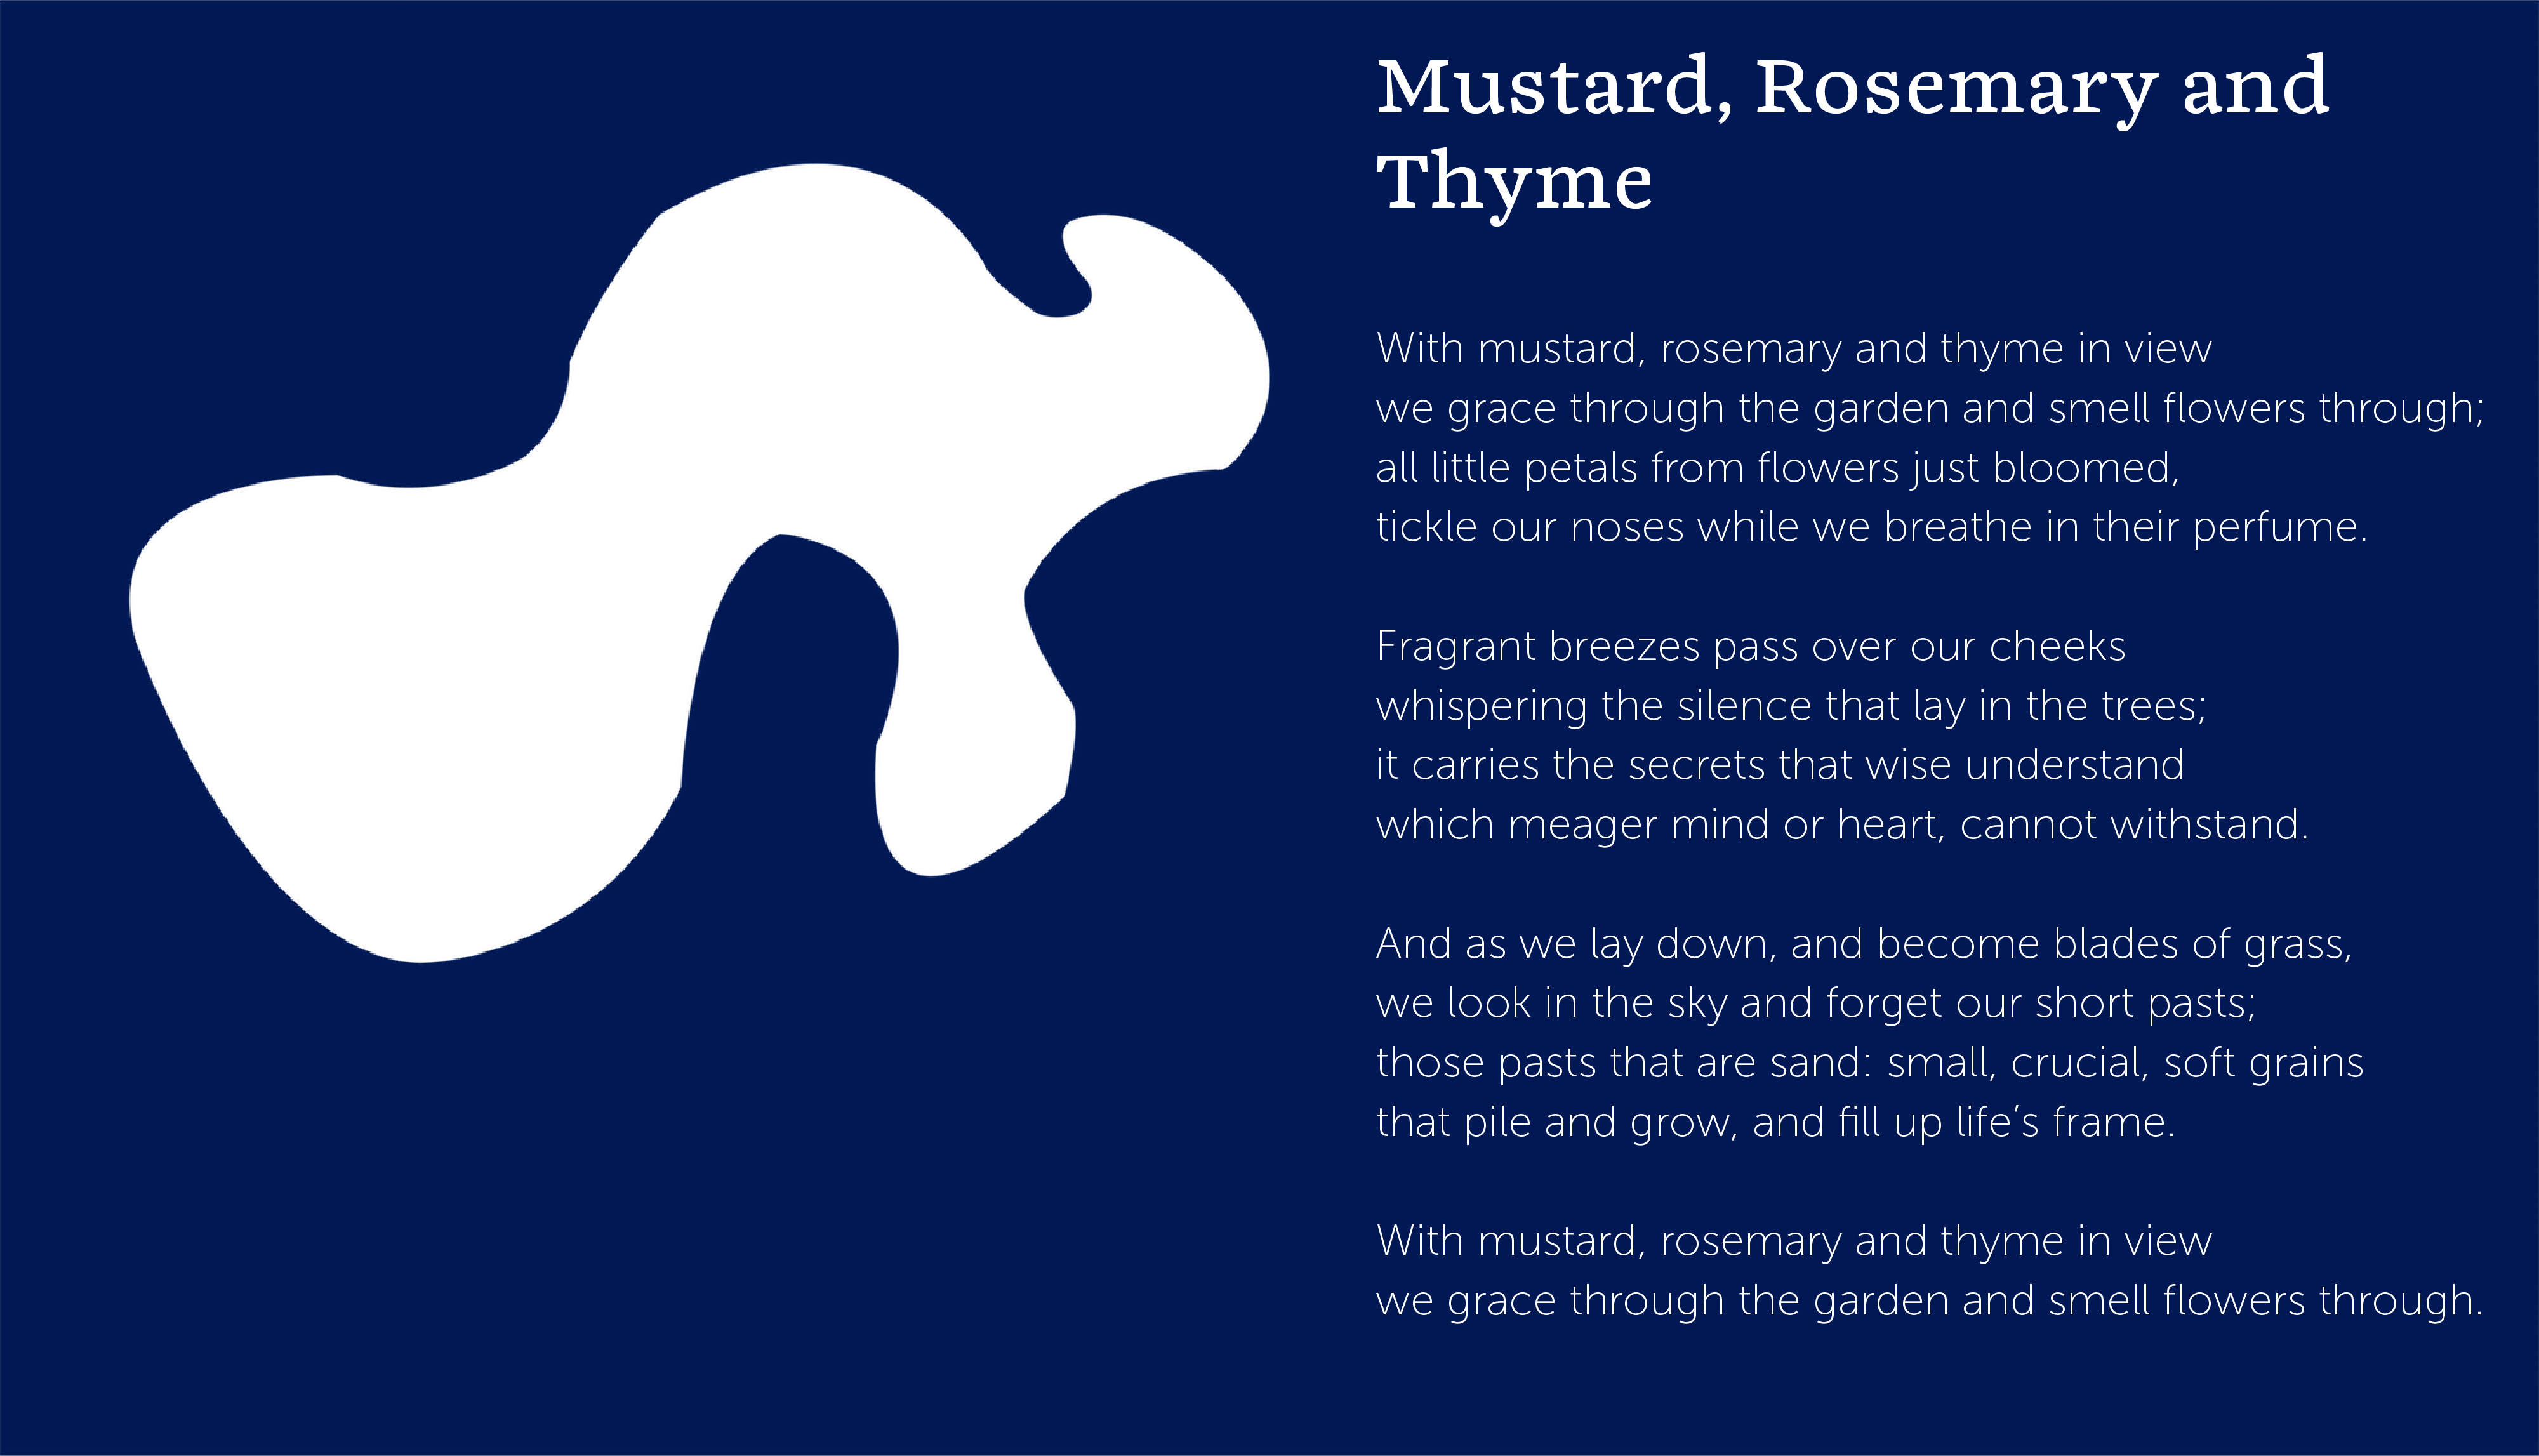 Mustard, Rosemary and
Thyme
With mustard, rosemary and thyme in view
we grace through the garden and smell flowers through;
all little petals from flowers just bloomed,
tickle our noses while we breathe in their perfume.
Fragrant breezes pass over our cheeks
whispering the silence that lay in the trees;
it carries the secrets that wise understand
which meager mind or heart, cannot withstand.
And as we lay down, and become blades of grass,
we look in the sky and forget our short pasts;
those pasts that are sand: small, crucial, soft grains
that pile and grow, and fill up life’s frame.
With mustard, rosemary and thyme in view
we grace through the garden and smell flowers through.